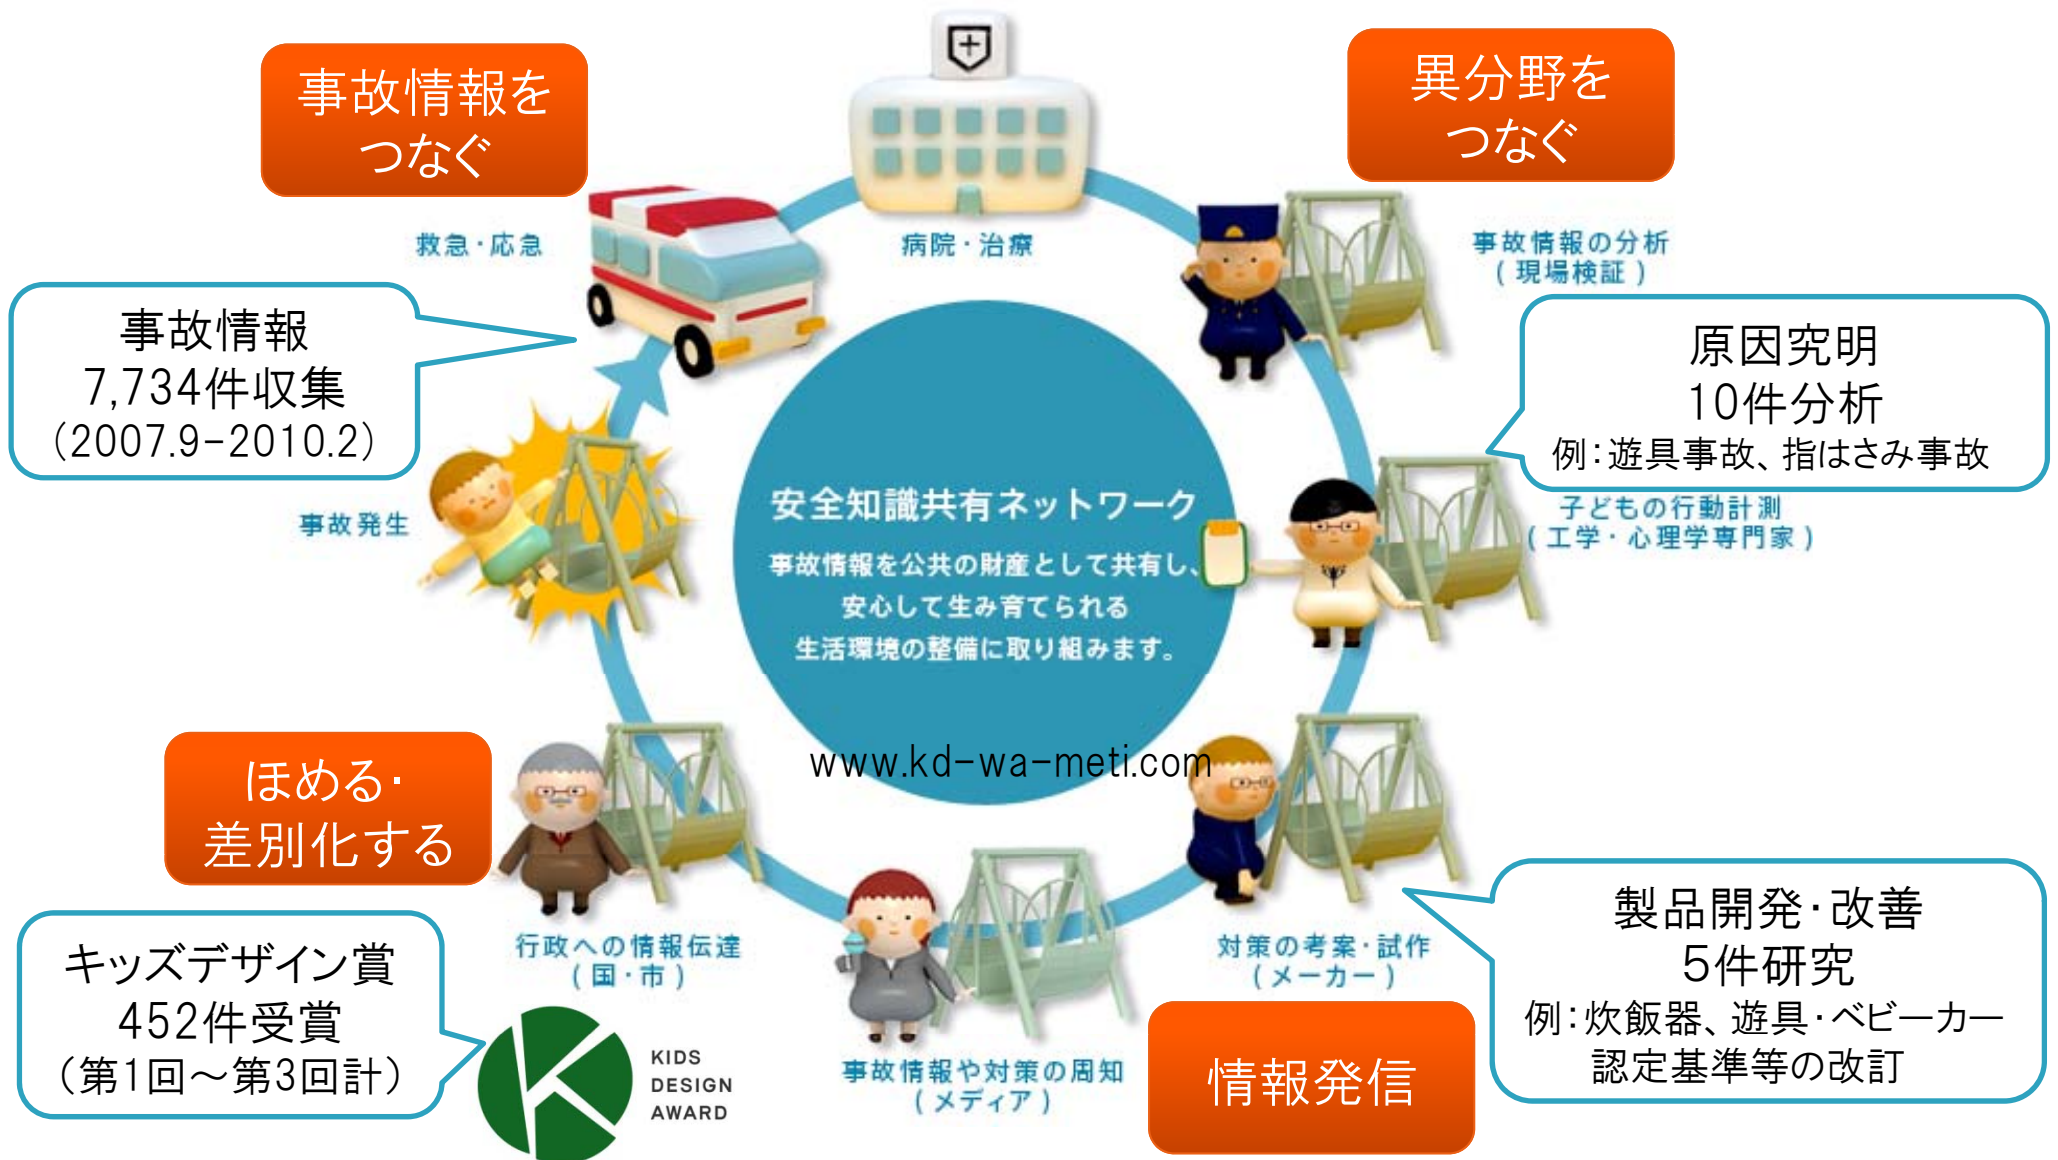 事故情報を
つなぐ
異分野を
つなぐ
救急・応急
病院・治療
事故情報の分析
(現場検証)
事故情報
7,734件収集
(2007.9-2010.2)
原因究明
10件分析
例:遊具事故、指はさみ事故
事故発生
子どもの行動計測
(工学・心理学専門家)
安全知識共有ネットワーク
事故情報を公共の財産として共有し、
安心して生み育てられる
生活環境の整備に取り組みます。
www.kd-wa-meti.com
ほめる・
差別化する
行政への情報伝達
(国・市)
対策の考案・試作
(メーカー)
製品開発・改善
5件研究
例:炊飯器、遊具・ベビーカー
認定基準等の改訂
キッズデザイン賞
452件受賞
(第1回~第3回計)
KIDS
DESIGN
AWARD
事故情報や対策の周知
(メディア)
情報発信